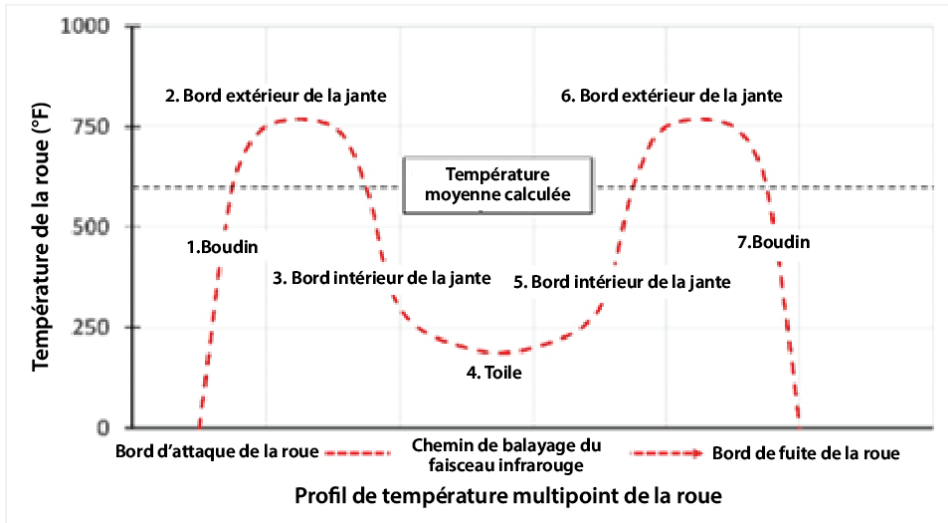 1000
750
500
250
0
Température de la roue (°F)
2. Bord extérieur de la jante
6. Bord extérieur de la jante
Température
moyenne calculée
1.Boudin
7.Boudin
3. Bord intérieur de la jante
5. Bord intérieur de la jante
4. Toile
Bord d'attaque de la roue
Chemin de balayage du
faisceau infrarouge
Bord de fuite de la roue
Profil de température multipoint de la roue